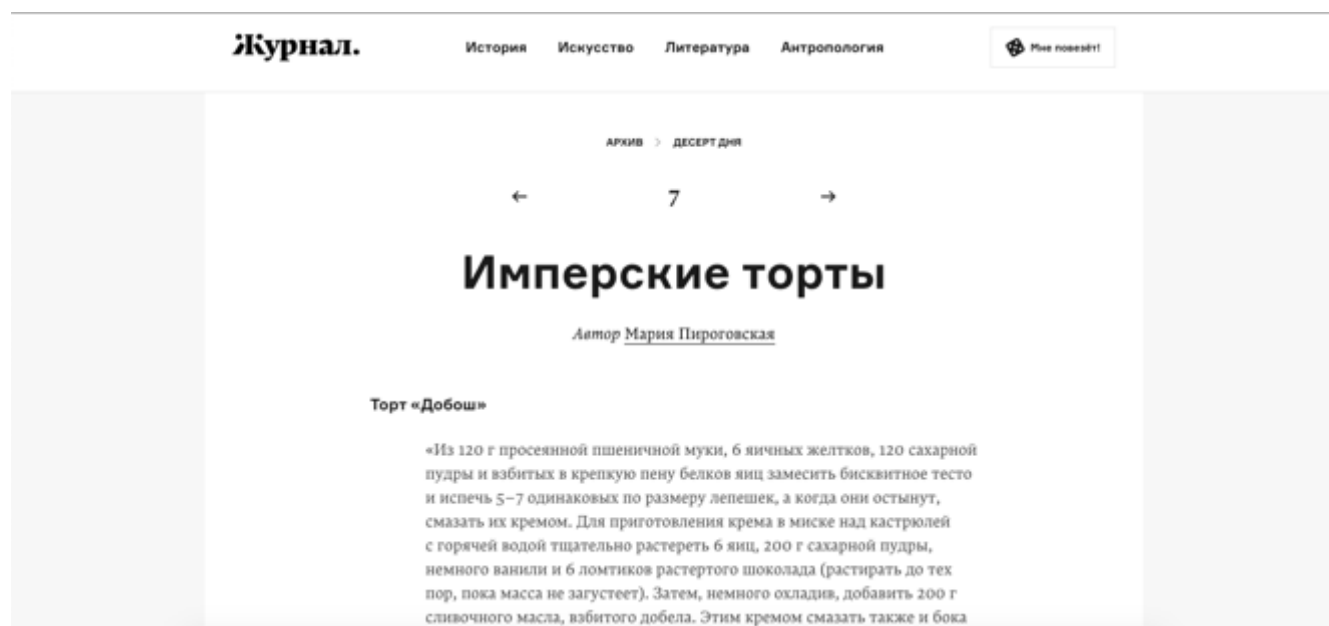 Журнал.
История Искусство Литература Антропология
Мне повезёт!
АРХИВ > ДЕСЕРТ ДНЯ
← 7 →
Имперские торты
Автор Мария Пироговская
Торт «Добош»
«Из 120 г просеянной пшеничной муки, 6 яичных желтков, 120 сахарной
пудры и взбитых в крепкую пену белков яиц замесить бисквитное тесто
и испечь 5–7 одинаковых по размеру лепешек, а когда они остынут,
смазать их кремом. Для приготовления крема в миске над кастрюлей
с горячей водой тщательно растереть 6 яиц, 200 г сахарной пудры,
немного ванили и 6 ломтиков растертого шоколада (растирать до тех
пор, пока масса не загустеет). Затем, немного охладив, добавить 200 г
сливочного масла, взбитого добела. Этим кремом смазать также и бока